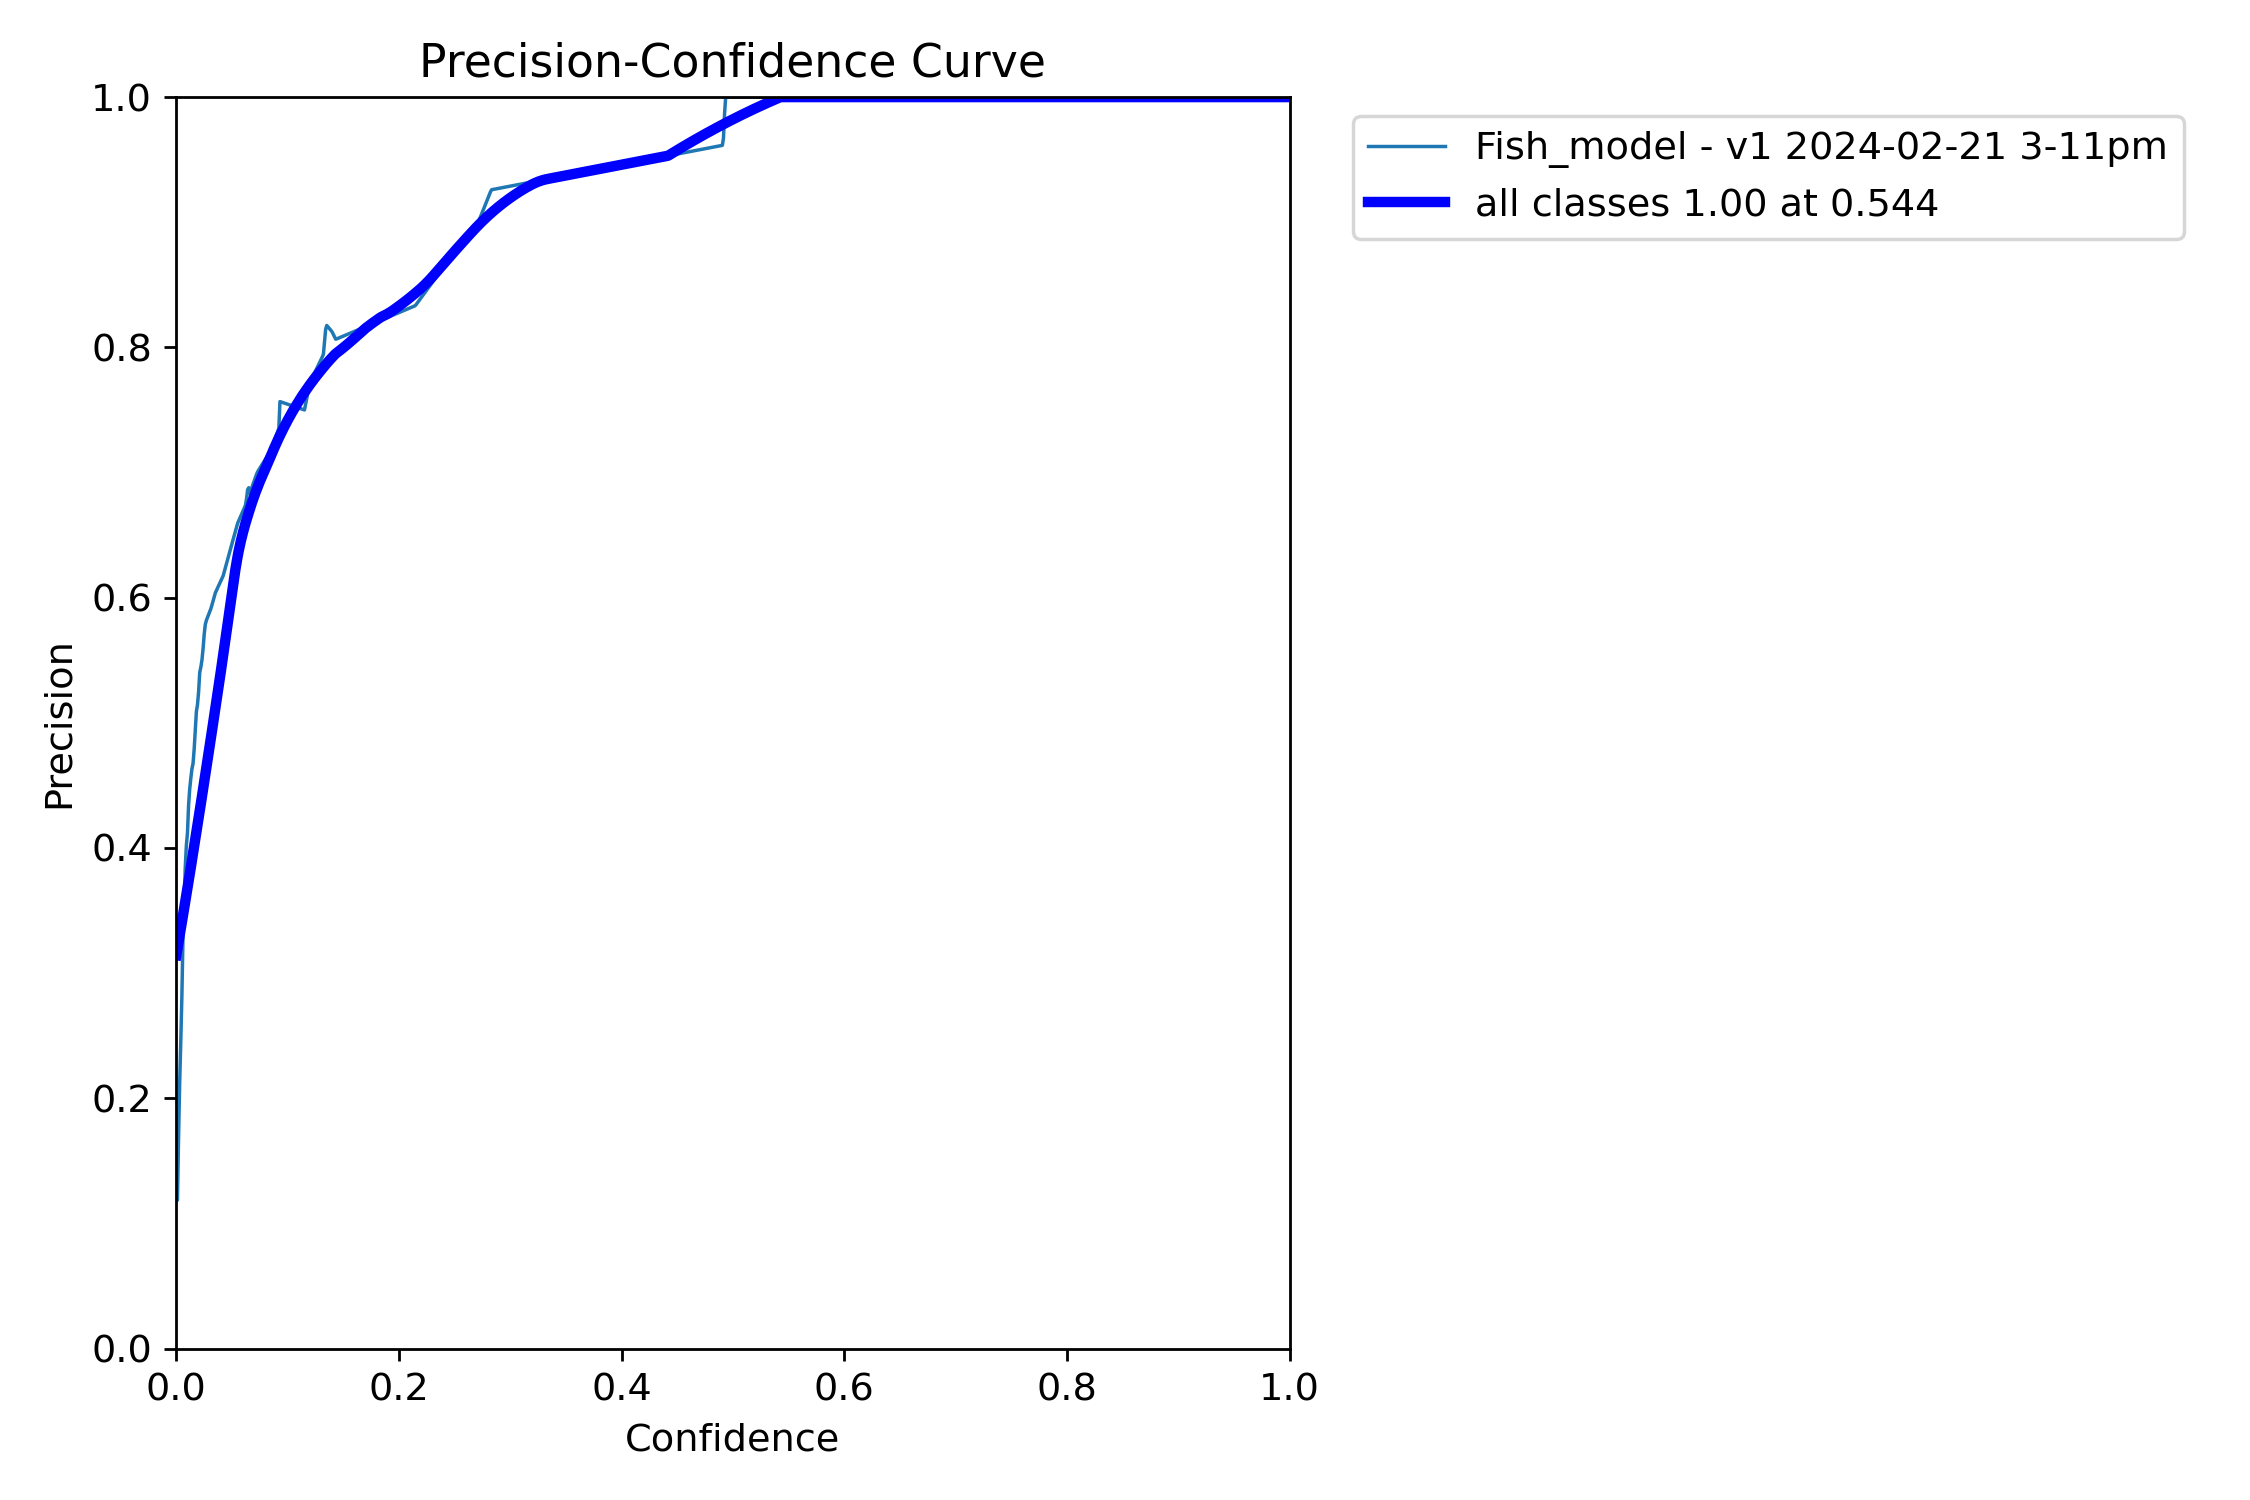 Precision-Confidence Curve
1.0
0.8
0.6
0.4
0.2
0.0
Precision
0.0 0.2 0.4 0.6 0.8 1.0
Confidence
Fish_model - v1 2024-02-21 3-11pm
all classes 1.00 at 0.544